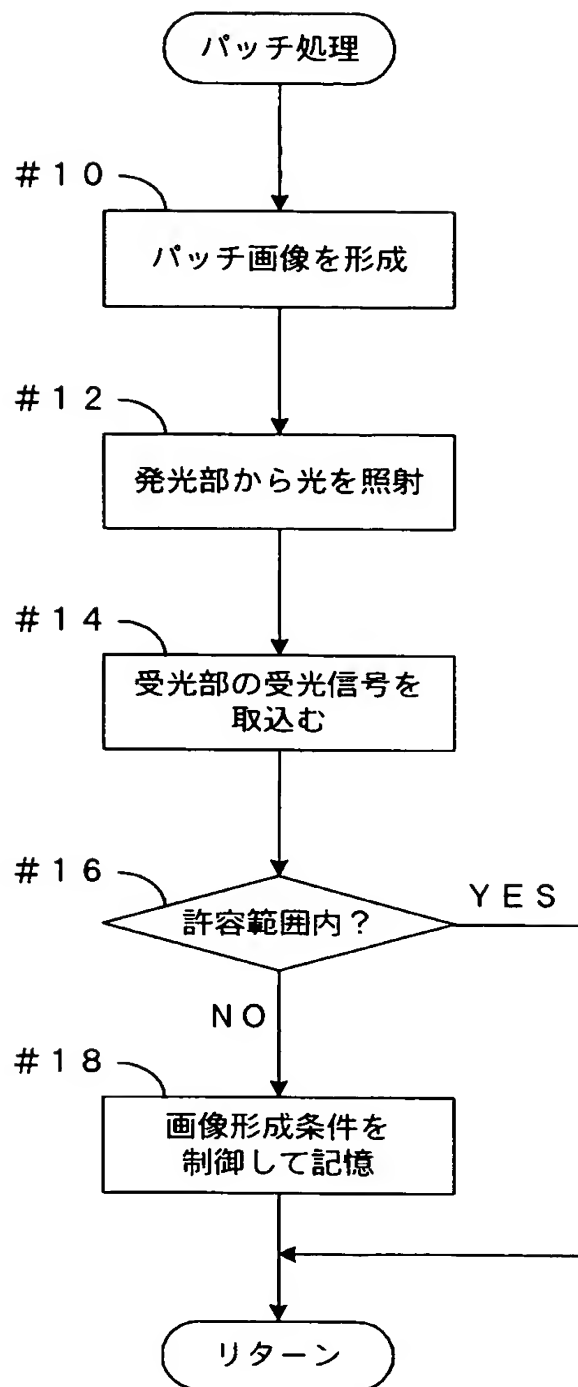 パッチ処理
#10
パッチ画像を形成
#12
発光部から光を照射
#14
受光部の受光信号を
取込む
#16
許容範囲内?
YES
NO
#18
画像形成条件を
制御して記憶
リターン